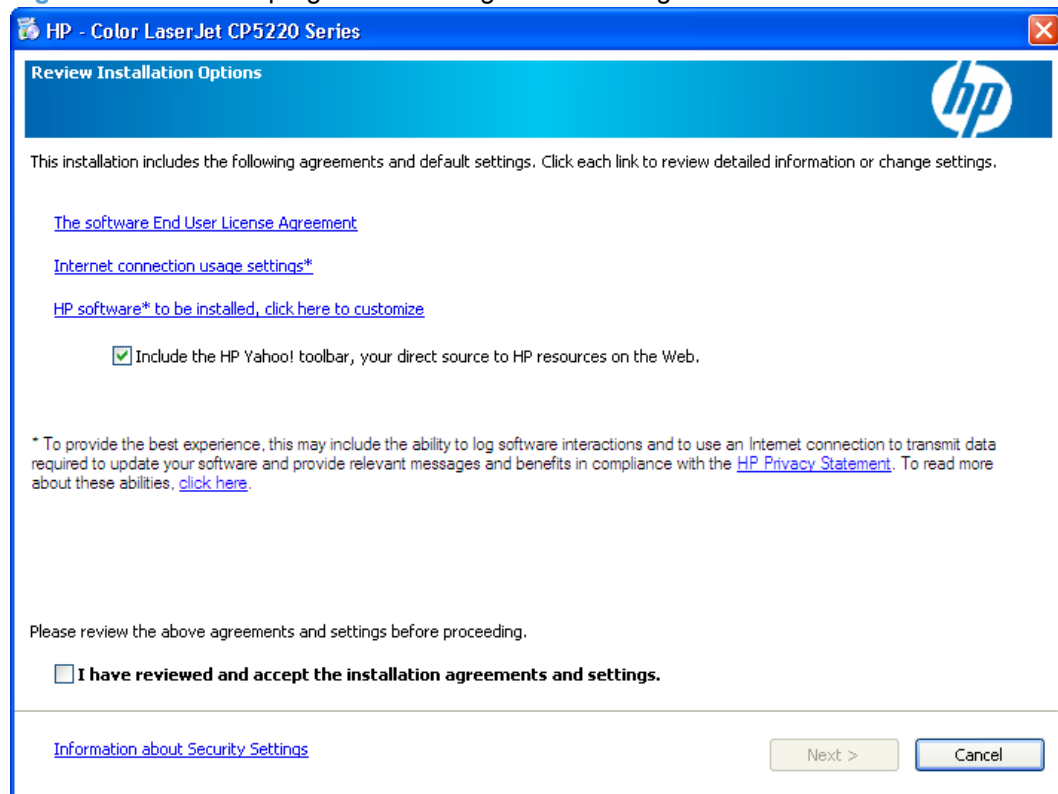 HP - Color LaserJet CP5220 Series
Review Installation Options
hp
This installation includes the following agreements and default settings. Click each link to review detailed information or change settings.
The software End User License Agreement
Internet connection usage settings*
HP software* to be installed, click here to customize
Include the HP Yahoo! toolbar, your direct source to HP resources on the Web.
* To provide the best experience, this may include the ability to log software interactions and to use an Internet connection to transmit data
required to update your software and provide relevant messages and benefits in compliance with the HP Privacy Statement. To read more
about these abilities, click here.
Please review the above agreements and settings before proceeding.
I have reviewed and accept the installation agreements and settings.
Information about Security Settings
Next >
Cancel